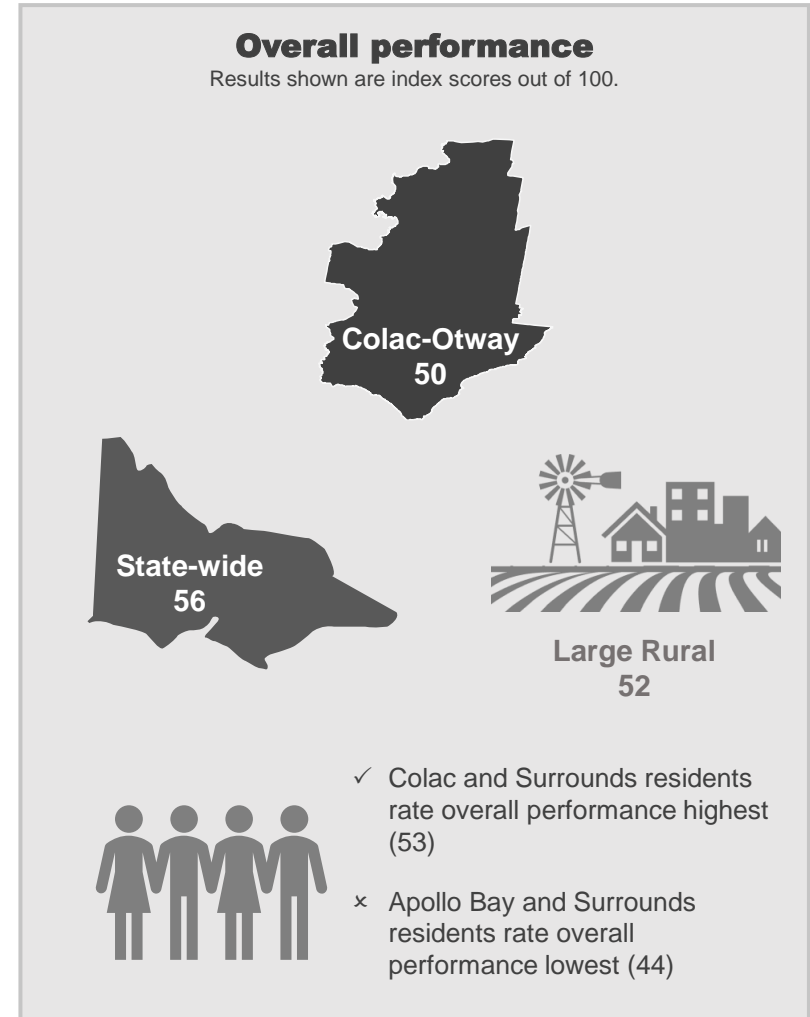 Overall performance
Results shown are index scores out of 100.
Colac-Otway
50
State-wide
56
Large Rural
52
✓ Colac and Surrounds residents
rate overall performance highest
(53)
× Apollo Bay and Surrounds
residents rate overall
performance lowest (44)